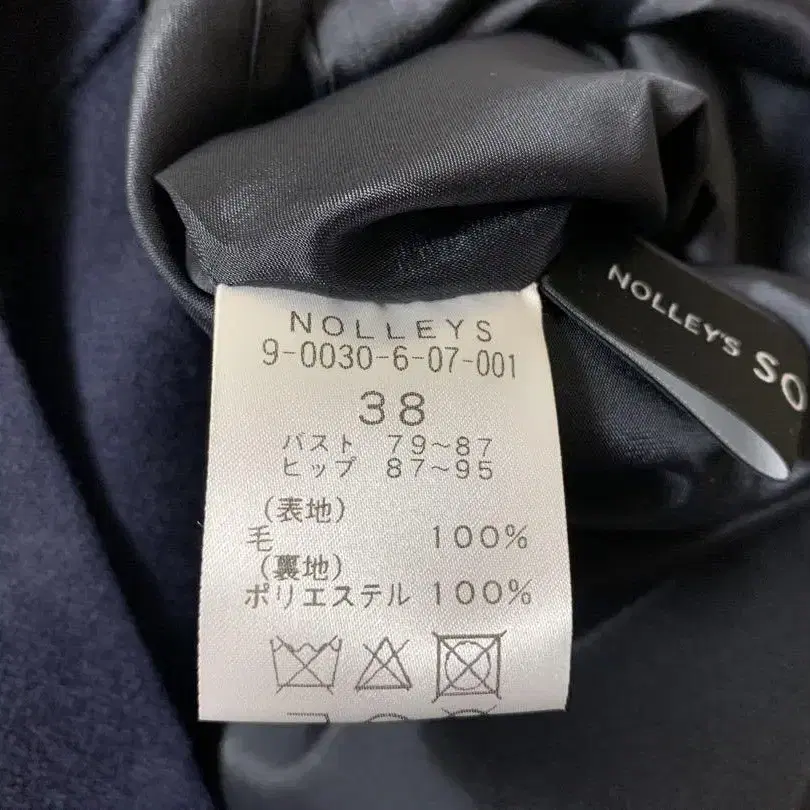 NOLLEYS
9-0030-6-07-001
38
バスト 79~87
ヒップ 87~95
(表地)
毛 100%
(裏地)
ポリエステル 100%
NOLLEY'S SO